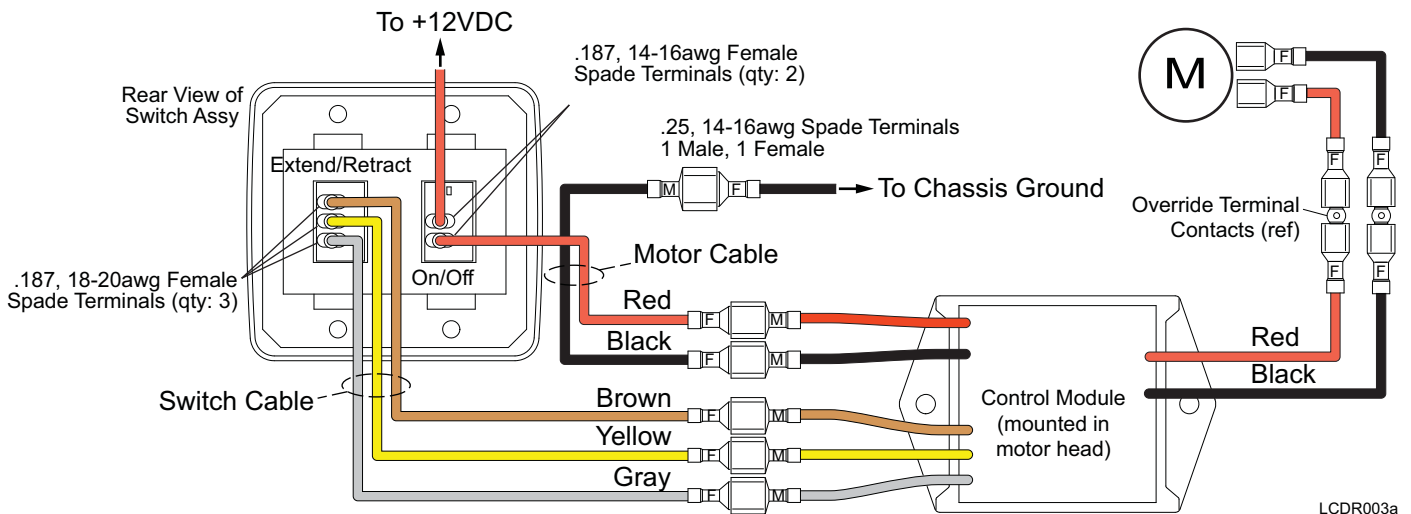 To +12VDC
.187, 14-16awg Female
Spade Terminals (qty: 2)
Rear View of
Switch Assy
Extend/Retract
.25, 14-16awg Spade Terminals
1 Male, 1 Female
M
F
To Chassis Ground
M
F
F
F
F
Override Terminal
Contacts (ref)
F
F
.187, 18-20awg Female
Spade Terminals (qty: 3)
On/Off
Motor Cable
Red
F
M
Black
F
M
Red
Black
Switch Cable
Brown
F
M
Yellow
F
M
Gray
F
M
Control Module
(mounted in
motor head)
LCDR003a